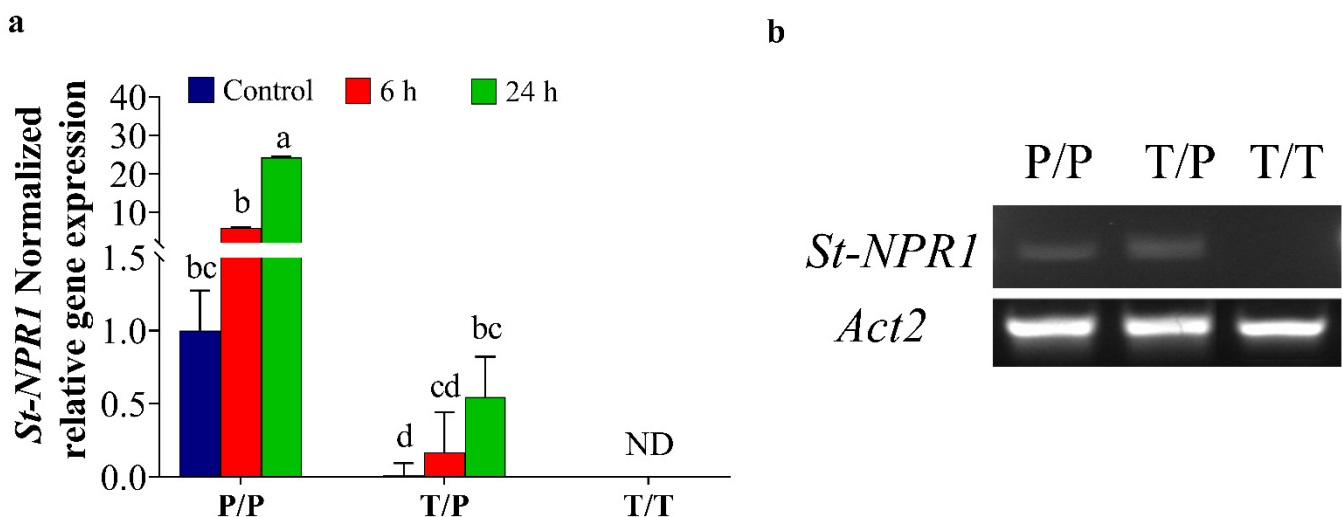 a
St-NPR1 Normalized
relative gene expression
Control
6 h
24 h
40
30
20
10
1.5
1.0
0.5
0.0
bc
b
a
d
cd
bc
ND
P/P
T/P
T/T
b
P/P T/P T/T
St-NPR1
Act2